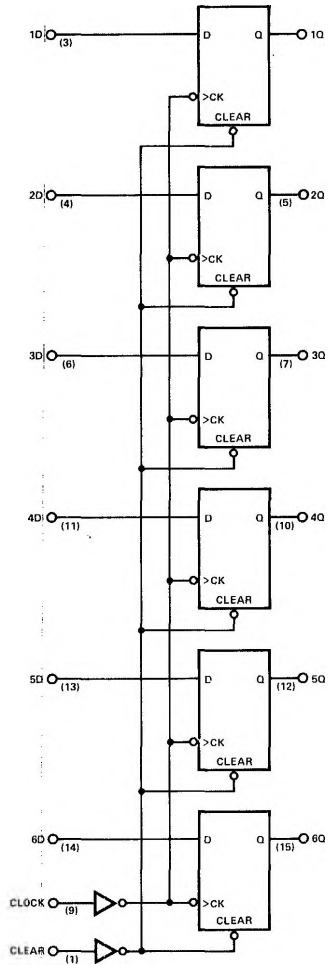 1D (3) D Q 1Q
>CK
CLEAR
2D (4) D Q (5) 2Q
>CK
CLEAR
3D (6) D Q (7) 3Q
>CK
CLEAR
4D (11) D Q (10) 4Q
>CK
CLEAR
5D (13) D Q (12) 5Q
>CK
CLEAR
6D (14) D Q (15) 6Q
CLOCK (9) >CK
CLEAR
CLEAR (1)